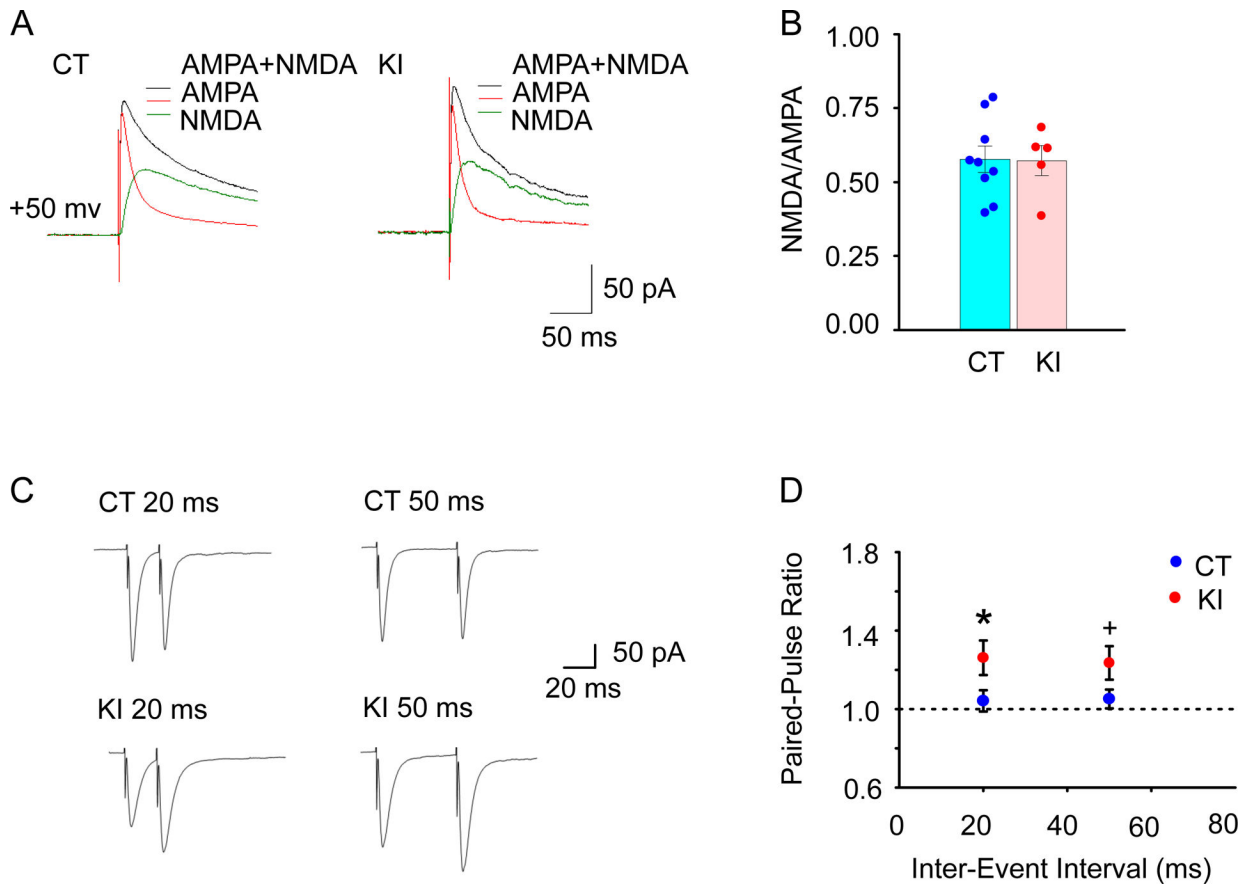 A
CT
AMPA+NMDA
AMPA
NMDA
+50 mv
KI
AMPA+NMDA
AMPA
NMDA
50 pA
50 ms
B
NMDA/AMPA
1.00
0.75
0.50
0.25
0.00
CT
KI
C
CT 20 ms
CT 50 ms
50 pA
20 ms
KI 20 ms
KI 50 ms
D
Paired-Pulse Ratio
1.8
1.4
1.0
0.6
CT
KI
*
+
0
20
40
60
80
Inter-Event Interval (ms)